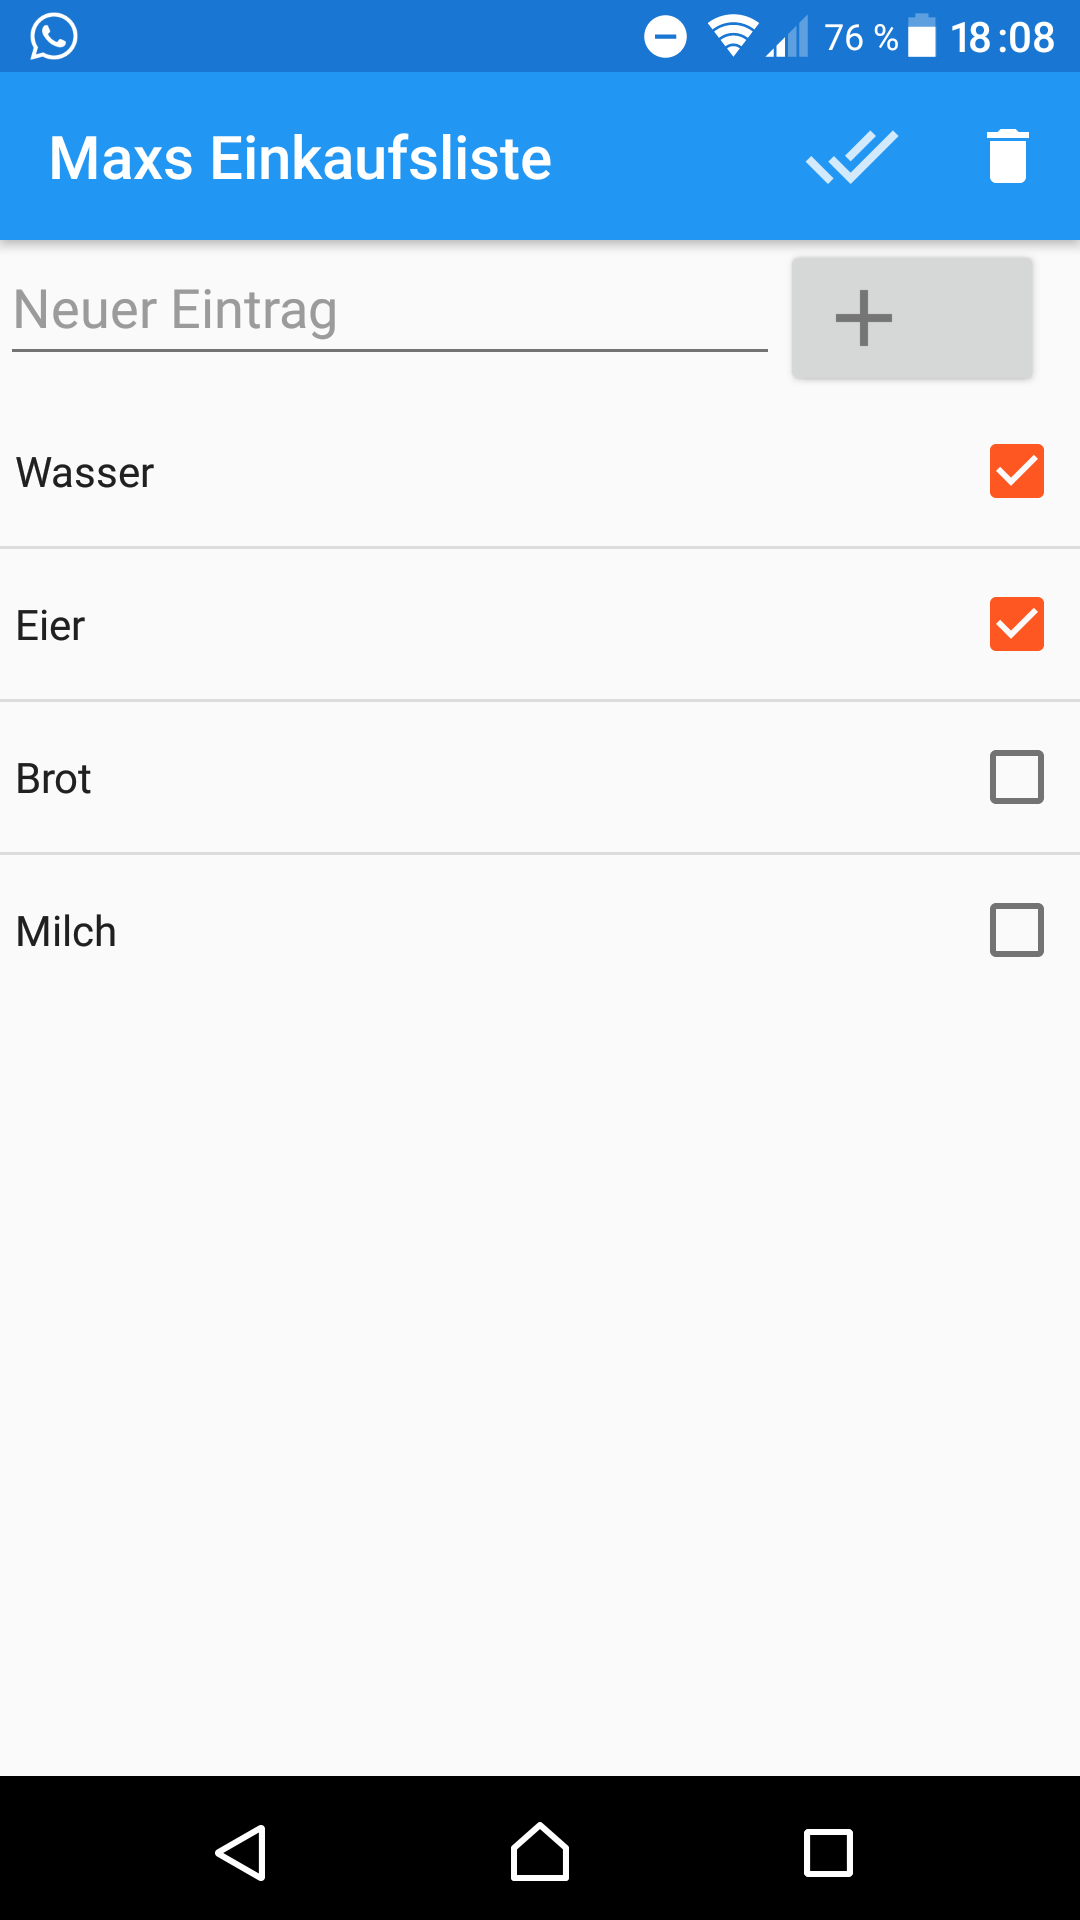 76 % 18:08
Maxs Einkaufsliste
Neuer Eintrag
Wasser
Eier
Brot
Milch